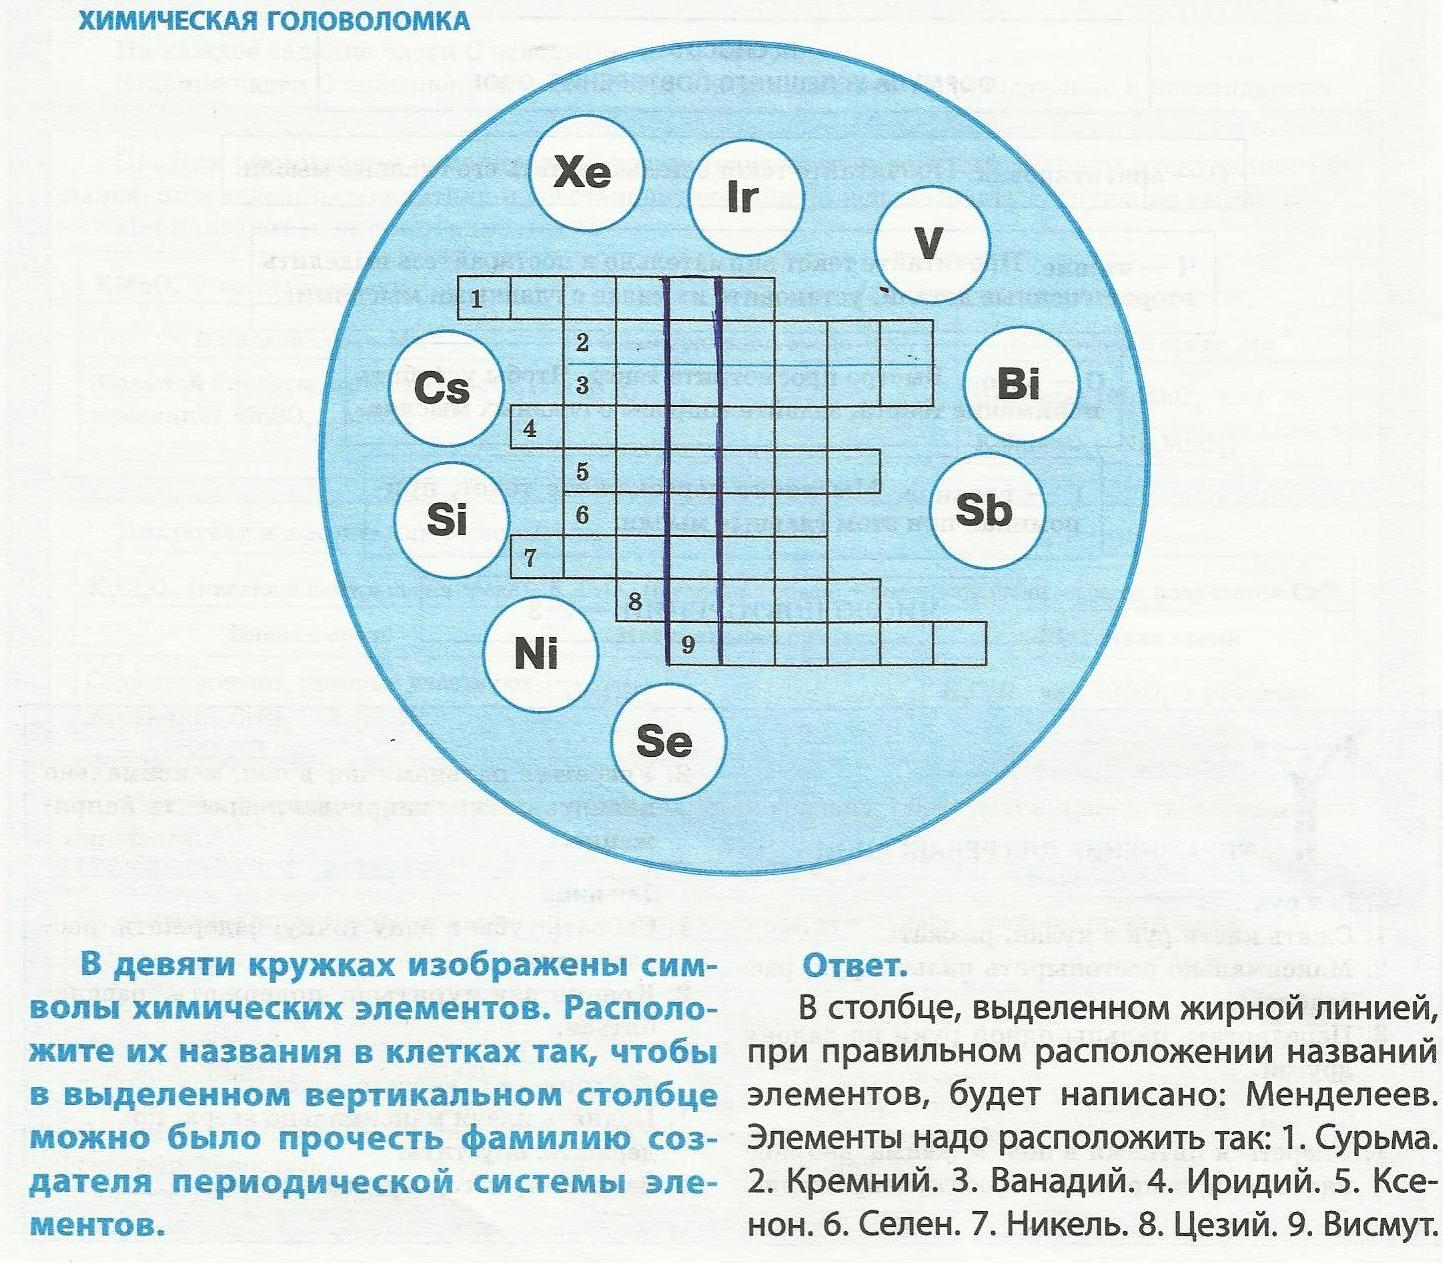 ХИМИЧЕСКАЯ ГОЛОВОЛОМКА
Xe
Ir
V
1
2
Cs
3
Bi
4
5
Si
6
Sb
7
8
Ni
9
Se
В девяти кружках изображены сим-
волы химических элементов. Располо-
жите их названия в клетках так, чтобы
в выделенном вертикальном столбце
можно было прочесть фамилию соз-
дателя периодической системы эле-
ментов.
Ответ.
В столбце, выделенном жирной линией,
при правильном расположении названий
элементов, будет написано: Менделеев.
Элементы надо расположить так: 1. Сурьма.
2. Кремний. 3. Ванадий. 4. Иридий. 5. Ксе-
нон. 6. Селен. 7. Никель. 8. Цезий. 9. Висмут.